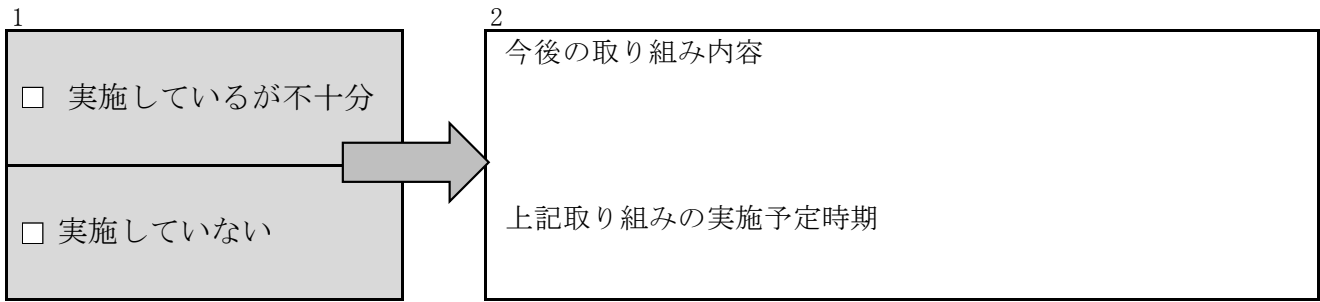 1
□ 実施しているが不十分
□ 実施していない
2
今後の取り組み内容
上記取り組みの実施予定時期